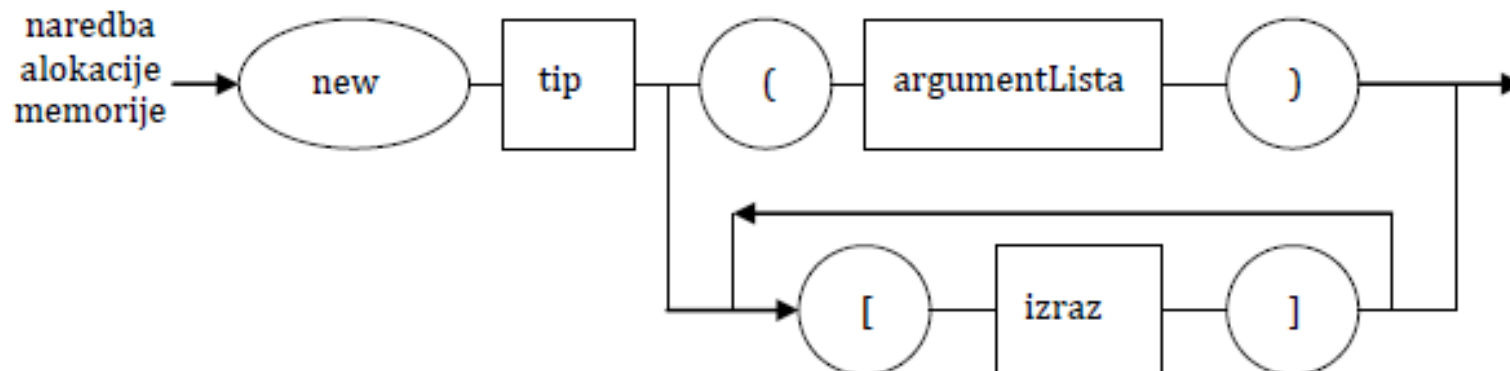 naredba
alokacije
memorije
new
tip
(
argumentLista
)
[
izraz
]